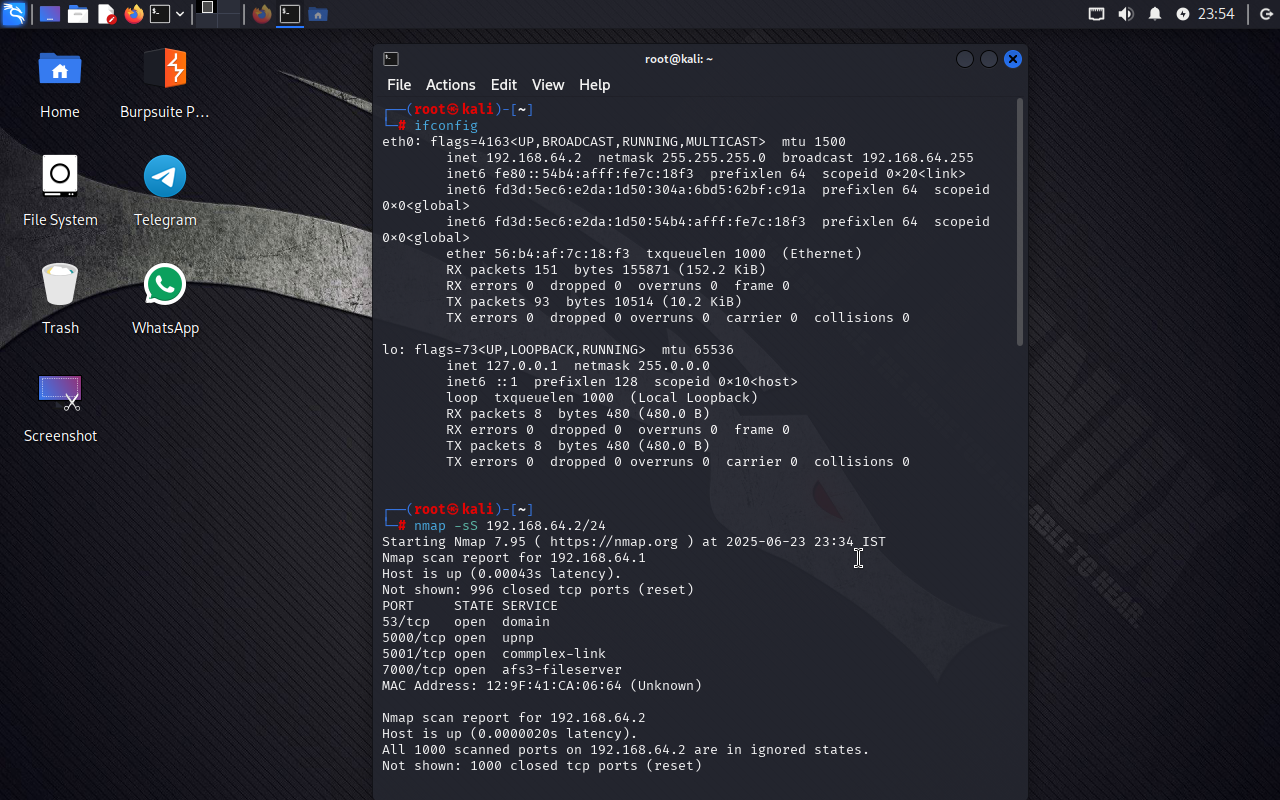 23:54
Home
Burpsuite P...
File System
Telegram
Trash
WhatsApp
Screenshot
root@kali: ~
File Actions Edit View Help
┌──(root㉿kali)-[~]
└─# ifconfig
eth0: flags=4163<UP,BROADCAST,RUNNING,MULTICAST>  mtu 1500
        inet 192.168.64.2  netmask 255.255.255.0  broadcast 192.168.64.255
        inet6 fe80::54b4:afff:fe7c:18f3  prefixlen 64  scopeid 0×20<link>
        inet6 fd3d:5ec6:e2da:1d50:304a:6bd5:62bf:c91a  prefixlen 64  scopeid
0×0<global>
        inet6 fd3d:5ec6:e2da:1d50:54b4:afff:fe7c:18f3  prefixlen 64  scopeid
0×0<global>
        ether 56:b4:af:7c:18:f3  txqueuelen 1000  (Ethernet)
        RX packets 151  bytes 155871 (152.2 KiB)
        RX errors 0  dropped 0  overruns 0  frame 0
        TX packets 93  bytes 10514 (10.2 KiB)
        TX errors 0  dropped 0 overruns 0  carrier 0  collisions 0
lo: flags=73<UP,LOOPBACK,RUNNING>  mtu 65536
        inet 127.0.0.1  netmask 255.0.0.0
        inet6 ::1  prefixlen 128  scopeid 0×10<host>
        loop  txqueuelen 1000  (Local Loopback)
        RX packets 8  bytes 480 (480.0 B)
        RX errors 0  dropped 0  overruns 0  frame 0
        TX packets 8  bytes 480 (480.0 B)
        TX errors 0  dropped 0 overruns 0  carrier 0  collisions 0
┌──(root㉿kali)-[~]
└─# nmap -sS 192.168.64.2/24
Starting Nmap 7.95 ( https://nmap.org ) at 2025-06-23 23:34 IST
Nmap scan report for 192.168.64.1
Host is up (0.00043s latency).
Not shown: 996 closed tcp ports (reset)
PORT     STATE SERVICE
53/tcp   open  domain
5000/tcp open  upnp
5001/tcp open  commplex-link
7000/tcp open  afs3-fileserver
MAC Address: 12:9F:41:CA:06:64 (Unknown)
Nmap scan report for 192.168.64.2
Host is up (0.0000020s latency).
All 1000 scanned ports on 192.168.64.2 are in ignored states.
Not shown: 1000 closed tcp ports (reset)
ABLE TO HEAR.